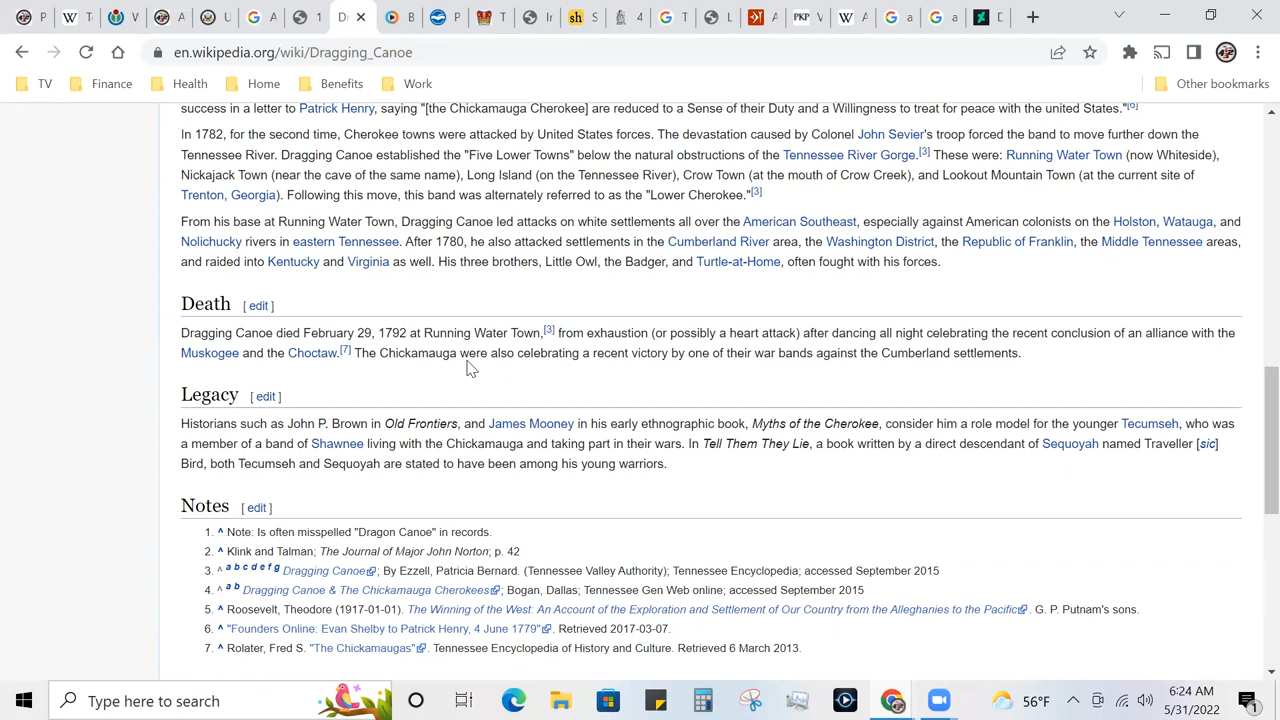 P W T W A U G A 1 D B P T In sh S 4 G T L A PKP V W A G a G a D
en.wikipedia.org/wiki/Dragging_Canoe
TV Finance Health Home Benefits Work Other bookmarks
success in a letter to Patrick Henry, saying "[the Chickamauga Cherokee] are reduced to a Sense of their Duty and a Willingness to treat for peace with the united States."[6]
In 1782, for the second time, Cherokee towns were attacked by United States forces. The devastation caused by Colonel John Sevier's troop forced the band to move further down the
Tennessee River. Dragging Canoe established the "Five Lower Towns" below the natural obstructions of the Tennessee River Gorge.[3] These were: Running Water Town (now Whiteside),
Nickajack Town (near the cave of the same name), Long Island (on the Tennessee River), Crow Town (at the mouth of Crow Creek), and Lookout Mountain Town (at the current site of
Trenton, Georgia). Following this move, this band was alternately referred to as the "Lower Cherokee."[3]
From his base at Running Water Town, Dragging Canoe led attacks on white settlements all over the American Southeast, especially against American colonists on the Holston, Watauga, and
Nolichucky rivers in eastern Tennessee. After 1780, he also attacked settlements in the Cumberland River area, the Washington District, the Republic of Franklin, the Middle Tennessee areas,
and raided into Kentucky and Virginia as well. His three brothers, Little Owl, the Badger, and Turtle-at-Home, often fought with his forces.
Death [ edit ]
Dragging Canoe died February 29, 1792 at Running Water Town,[3] from exhaustion (or possibly a heart attack) after dancing all night celebrating the recent conclusion of an alliance with the
Muskogee and the Choctaw.[7] The Chickamauga were also celebrating a recent victory by one of their war bands against the Cumberland settlements.
Legacy [ edit ]
Historians such as John P. Brown in Old Frontiers, and James Mooney in his early ethnographic book, Myths of the Cherokee, consider him a role model for the younger Tecumseh, who was
a member of a band of Shawnee living with the Chickamauga and taking part in their wars. In Tell Them They Lie, a book written by a direct descendant of Sequoyah named Traveller [sic]
Bird, both Tecumseh and Sequoyah are stated to have been among his young warriors.
Notes [ edit ]
1. ^ Note: Is often misspelled "Dragon Canoe" in records.
2. ^ Klink and Talman; The Journal of Major John Norton; p. 42
3. ^ a b c d e f g Dragging Canoe; By Ezzell, Patricia Bernard. (Tennessee Valley Authority); Tennessee Encyclopedia; accessed September 2015
4. ^ a b Dragging Canoe & The Chickamauga Cherokees; Bogan, Dallas; Tennessee Gen Web online; accessed September 2015
5. ^ Roosevelt, Theodore (1917-01-01). The Winning of the West: An Account of the Exploration and Settlement of Our Country from the Alleghanies to the Pacific. G. P. Putnam's sons.
6. ^ "Founders Online: Evan Shelby to Patrick Henry, 4 June 1779". Retrieved 2017-03-07.
7. ^ Rolater, Fred S. "The Chickamaugas". Tennessee Encyclopedia of History and Culture. Retrieved 6 March 2013.
Type here to search 56°F 6:24 AM
5/31/2022 1